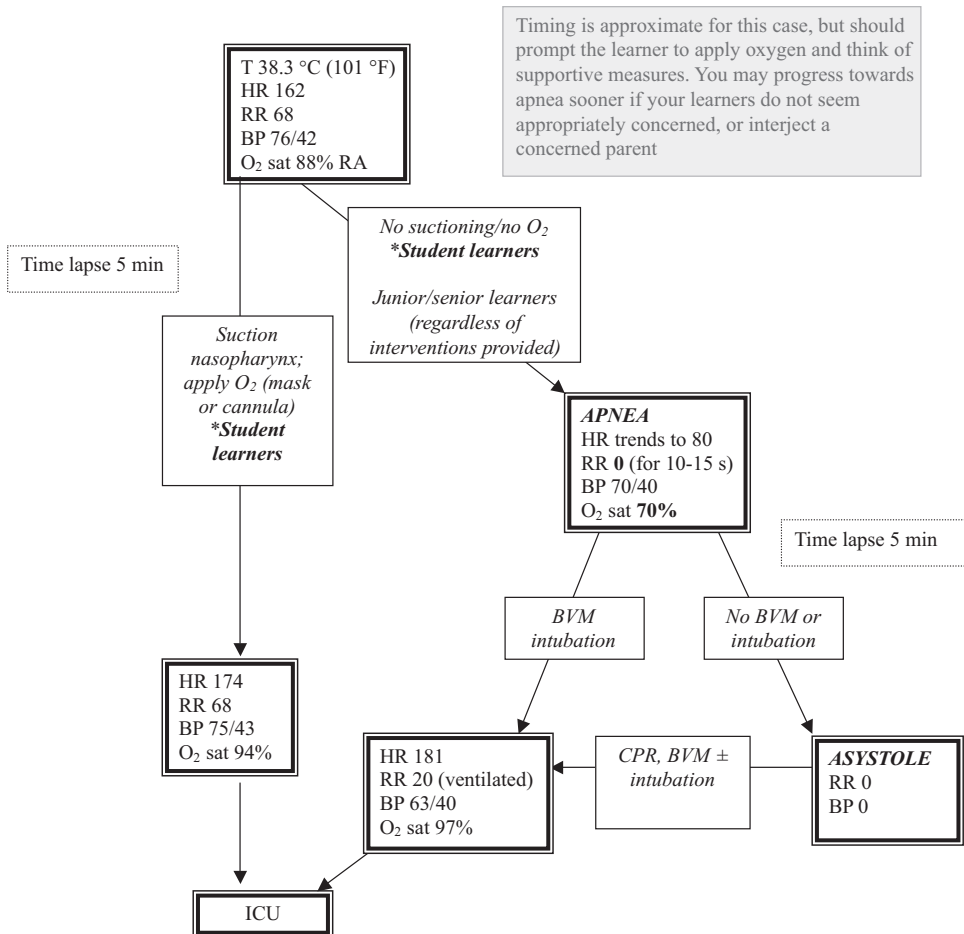 Timing is approximate for this case, but should
prompt the learner to apply oxygen and think of
supportive measures. You may progress towards
apnea sooner if your learners do not seem
appropriately concerned, or interject a
concerned parent
T 38.3 °C (101 °F)
HR 162
RR 68
BP 76/42
O₂ sat 88% RA
No suctioning/no O₂
*Student learners
Junior/senior learners
(regardless of
interventions provided)
Time lapse 5 min
Suction
nasopharynx;
apply O₂ (mask
or cannula)
*Student
learners
APNEA
HR trends to 80
RR 0 (for 10-15 s)
BP 70/40
O₂ sat 70%
Time lapse 5 min
BVM
intubation
No BVM or
intubation
HR 174
RR 68
BP 75/43
O₂ sat 94%
HR 181
RR 20 (ventilated)
BP 63/40
O₂ sat 97%
CPR, BVM ±
intubation
ASYSTOLE
RR 0
BP 0
ICU